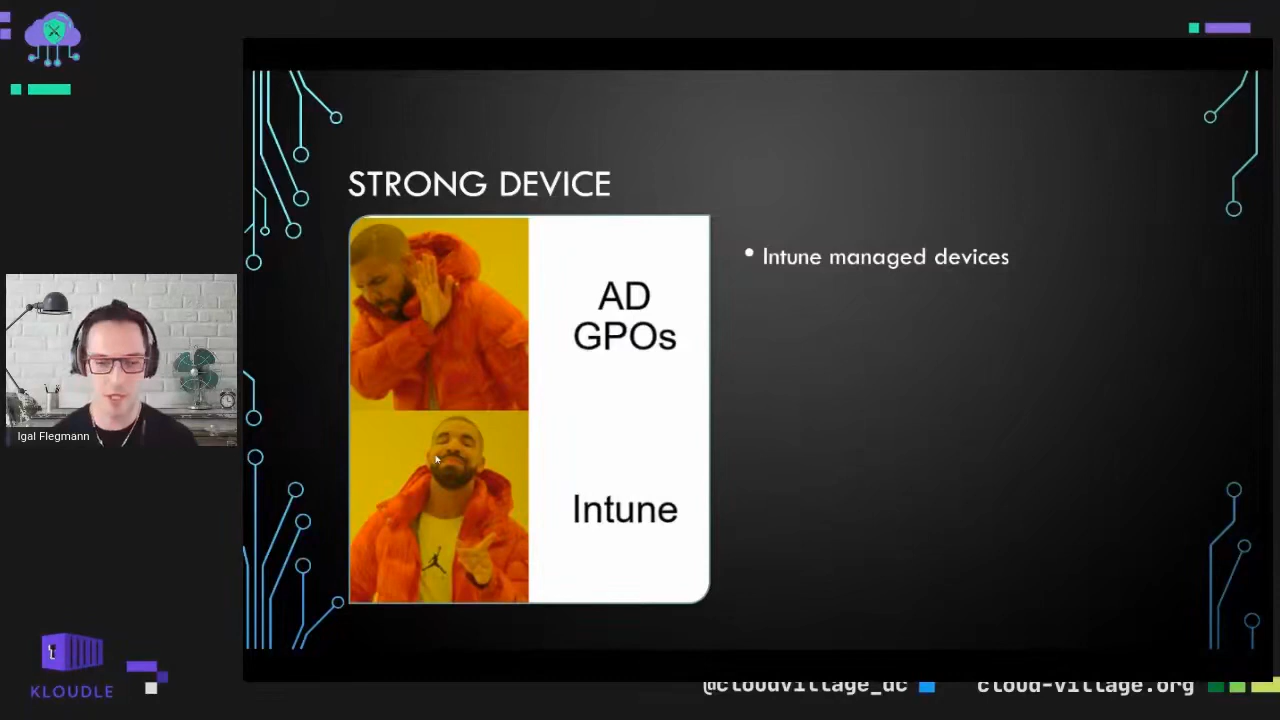 STRONG DEVICE
AD
GPOs
Intune
• Intune managed devices
Igal Flegmann
KLOUDLE
@cloudvillage_dc
cloud-village.org